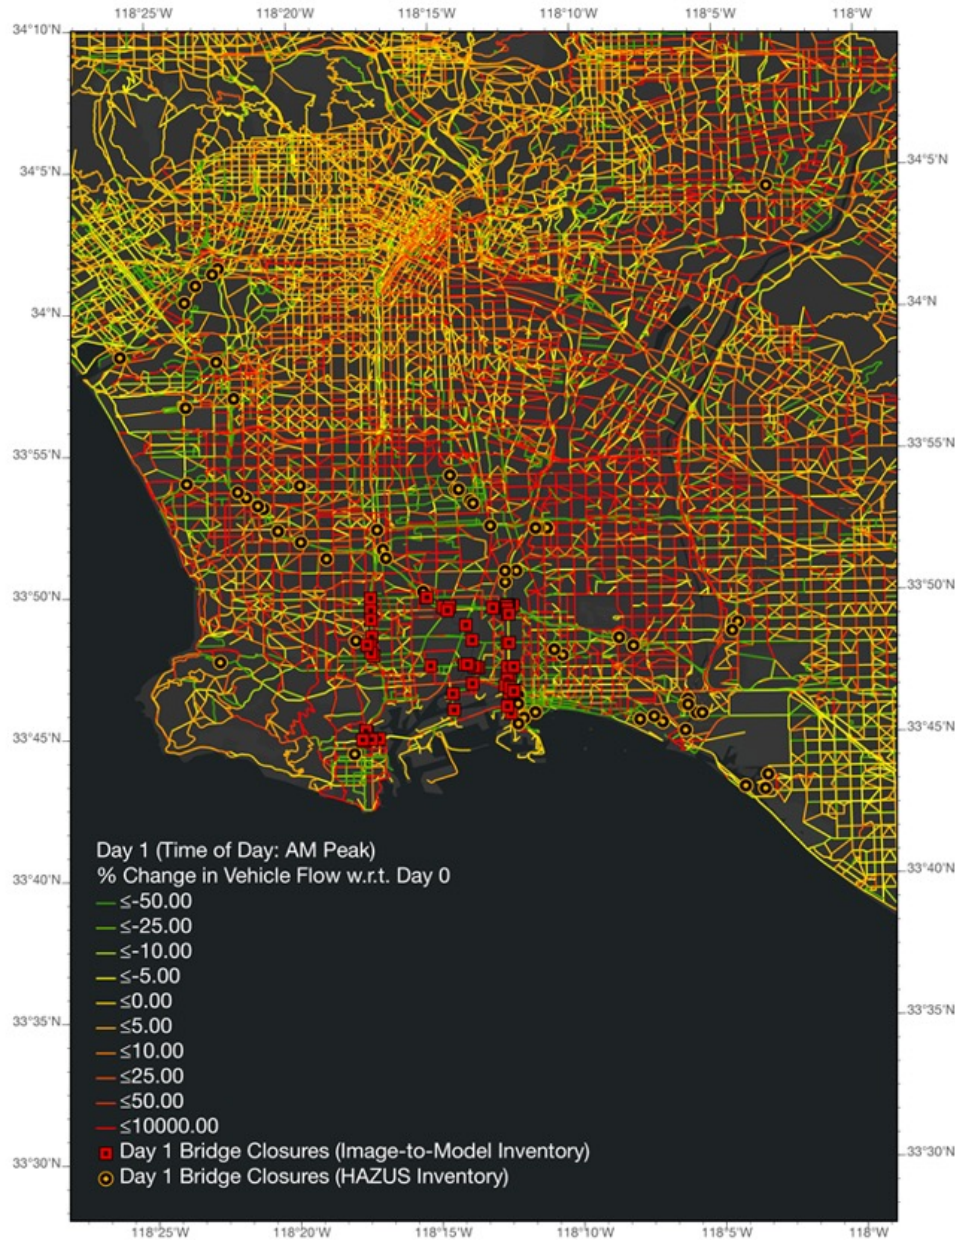 118°25'W 118°20'W 118°15'W 118°10'W 118°5'W 118°W
34°10'N
34°5'N 34°5'N
34°N 34°N
33°55'N 33°55'N
33°50'N 33°50'N
33°45'N 33°45'N
Day 1 (Time of Day: AM Peak)
% Change in Vehicle Flow w.r.t. Day 0
33°40'N 33°40'N
≤-50.00
≤-25.00
≤-10.00
≤-5.00
≤0.00
33°35'N ≤5.00 33°35'N
≤10.00
≤25.00
≤50.00
≤10000.00
Day 1 Bridge Closures (Image-to-Model Inventory)
33°30'N Day 1 Bridge Closures (HAZUS Inventory) 33°30'N
118°25'W 118°20'W 118°15'W 118°10'W 118°5'W 118°W